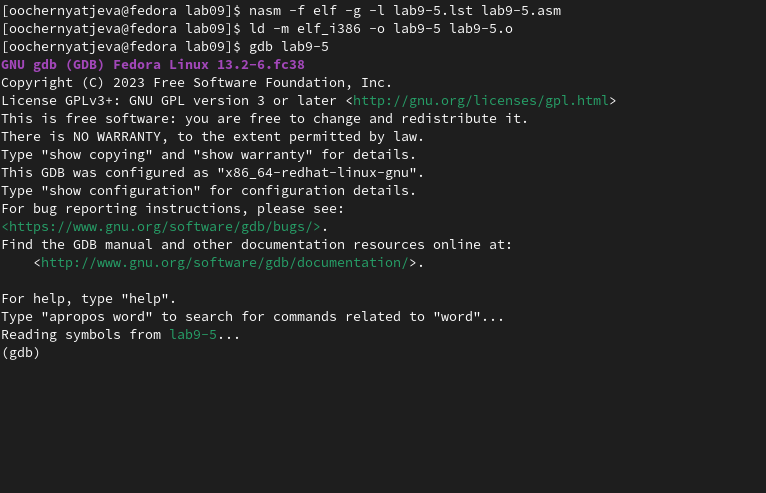 [oochernyatjeva@fedora lab09]$ nasm -f elf -g -l lab9-5.lst lab9-5.asm
[oochernyatjeva@fedora lab09]$ ld -m elf_i386 -o lab9-5 lab9-5.o
[oochernyatjeva@fedora lab09]$ gdb lab9-5
GNU gdb (GDB) Fedora Linux 13.2-6.fc38
Copyright (C) 2023 Free Software Foundation, Inc.
License GPLv3+: GNU GPL version 3 or later <http://gnu.org/licenses/gpl.html>
This is free software: you are free to change and redistribute it.
There is NO WARRANTY, to the extent permitted by law.
Type "show copying" and "show warranty" for details.
This GDB was configured as "x86_64-redhat-linux-gnu".
Type "show configuration" for configuration details.
For bug reporting instructions, please see:
<https://www.gnu.org/software/gdb/bugs/>.
Find the GDB manual and other documentation resources online at:
    <http://www.gnu.org/software/gdb/documentation/>.

For help, type "help".
Type "apropos word" to search for commands related to "word"...
Reading symbols from lab9-5...
(gdb)